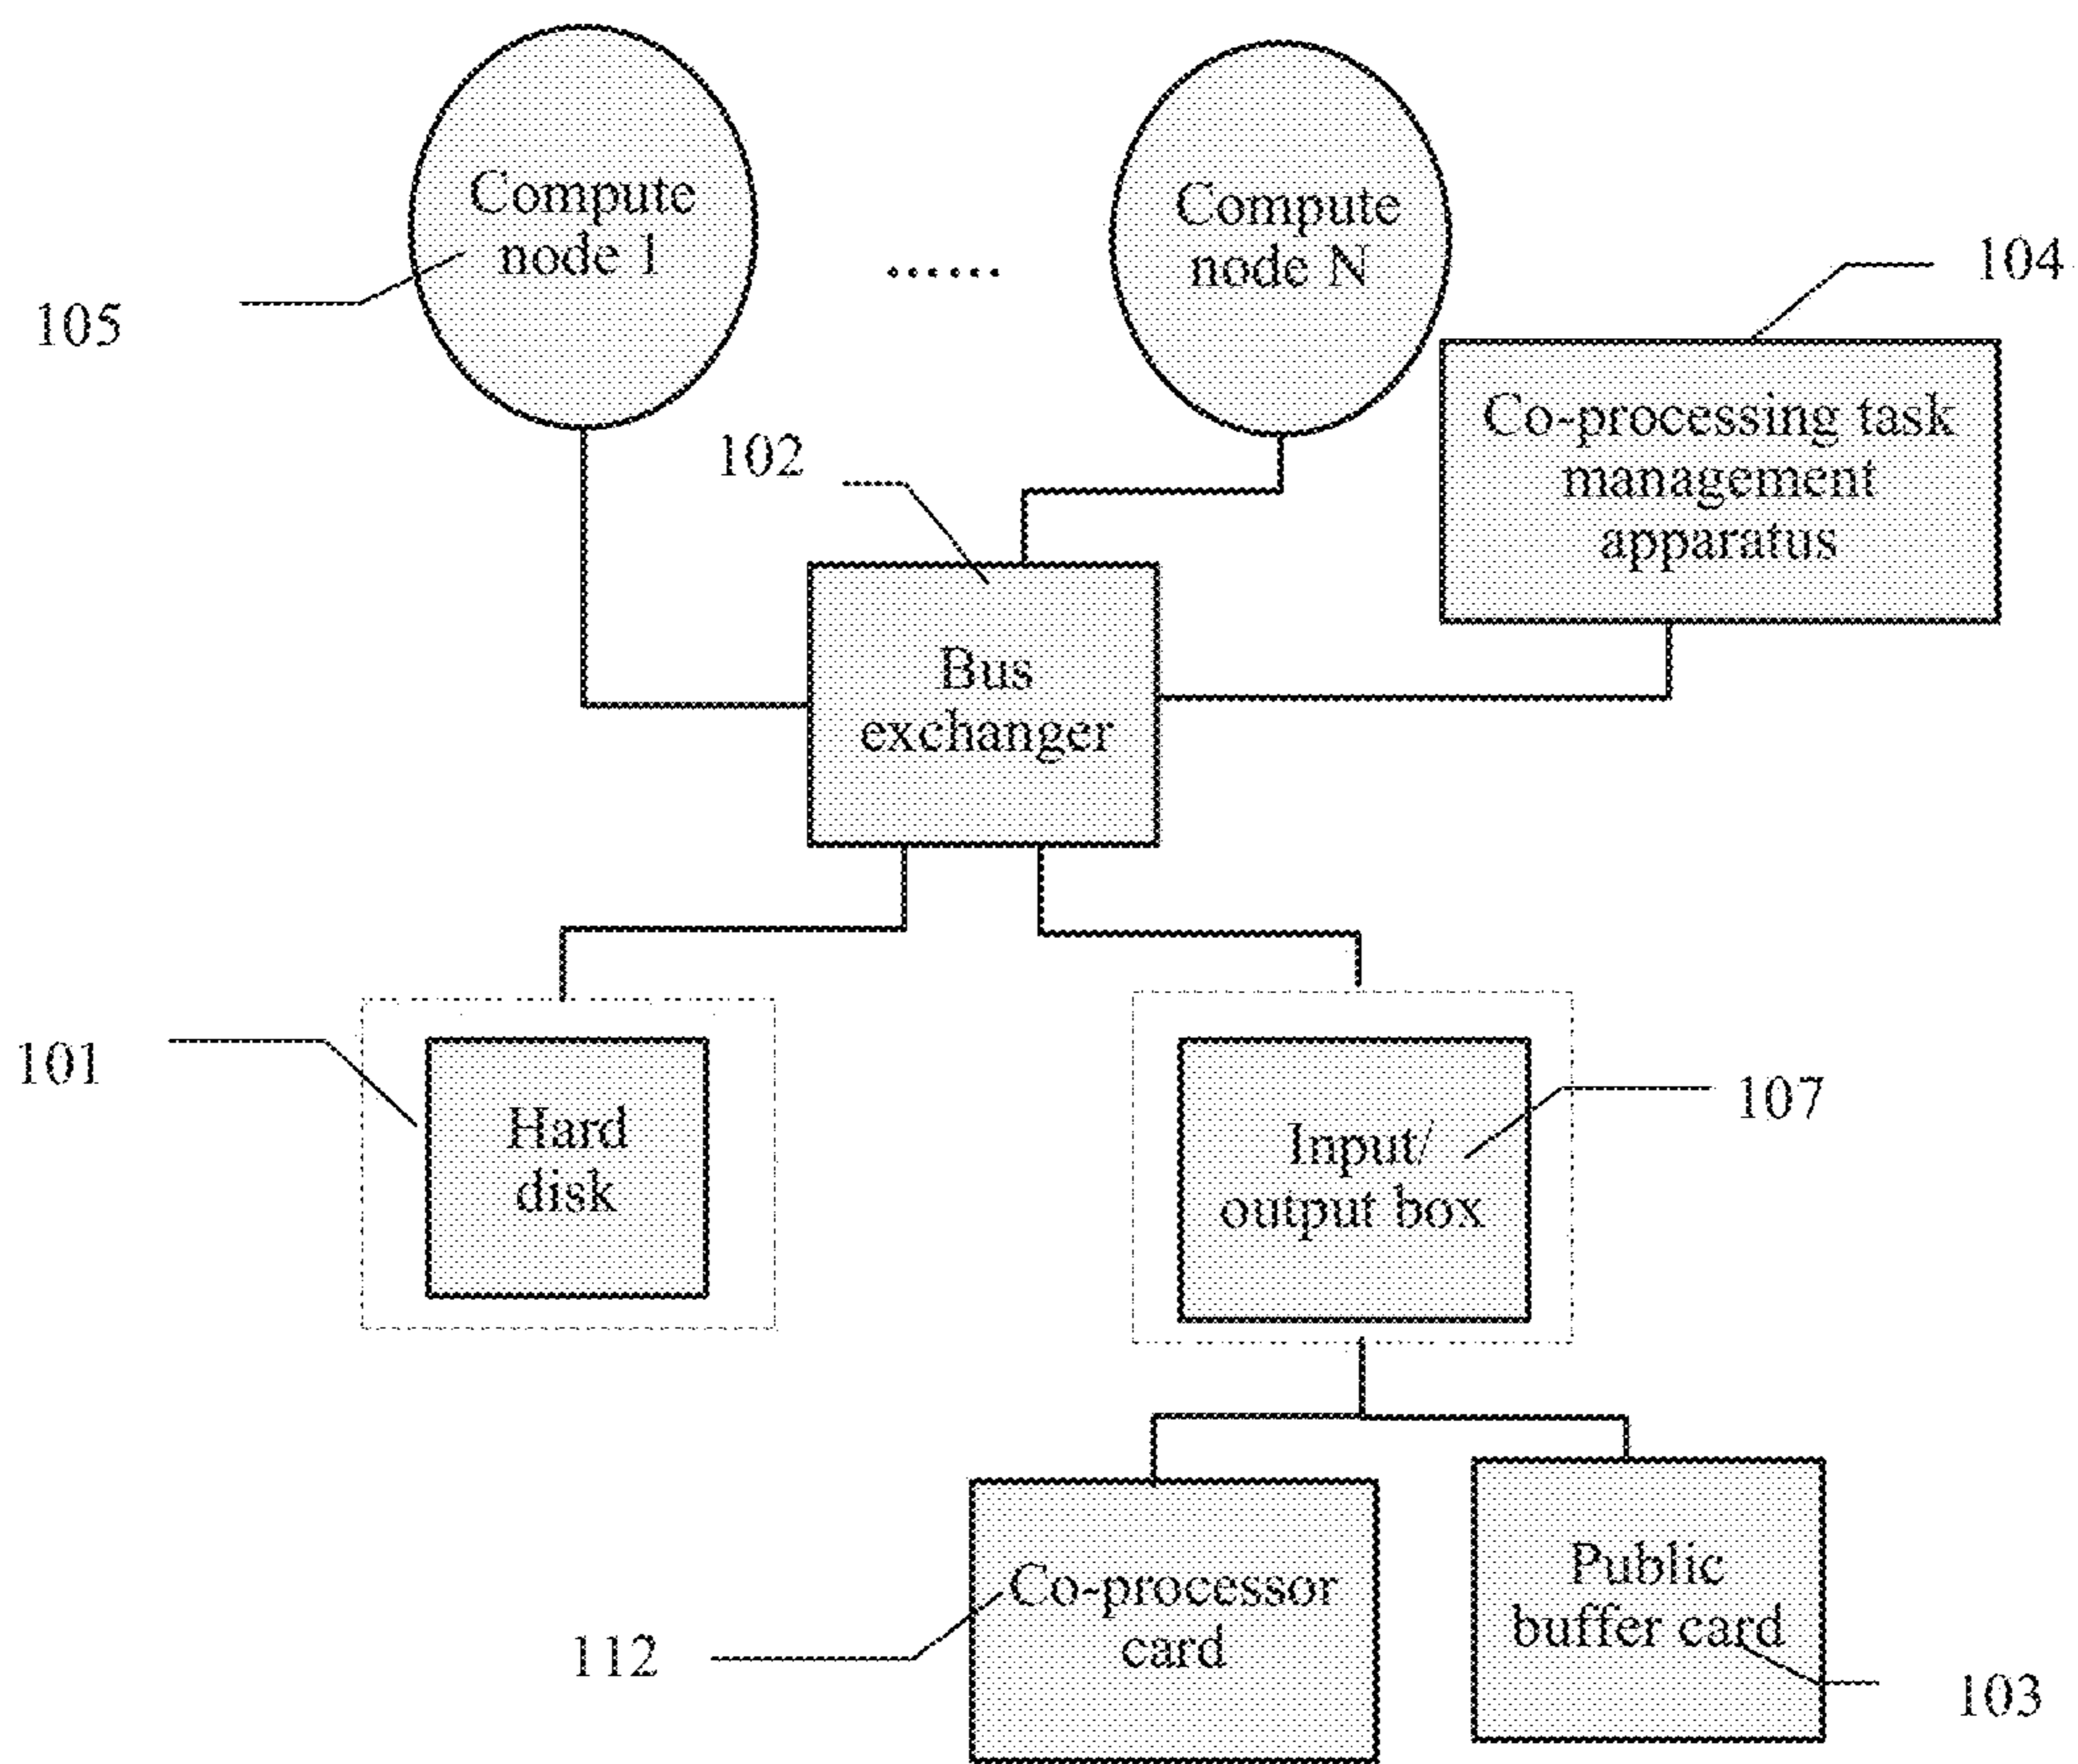 Compute
node 1
Compute
node N
......
104
105
Co-processing task
management
apparatus
102
Bus
exchanger
101
Hard
disk
Input/
output box
107
Co-processor
card
112
Public
buffer card
103